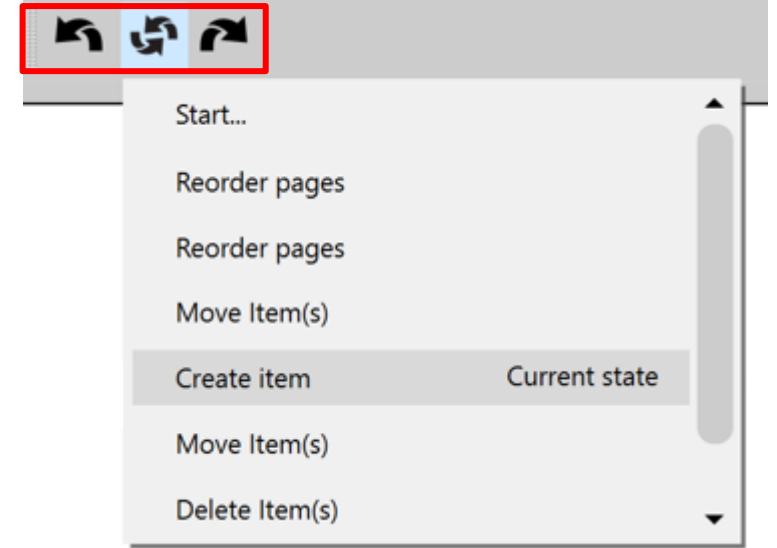 Start...
Reorder pages
Reorder pages
Move Item(s)
Create item Current state
Move Item(s)
Delete Item(s)